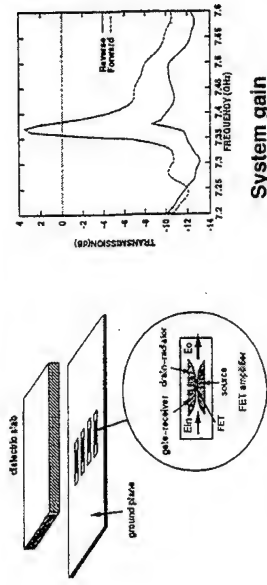 dielectric slab
ground plane
gate-receiver
drain-radiator
Ein
Eo
FET
source
FET amplifier
TRANSMISSION(dB)
4
2
0
-2
-4
-6
-8
-10
-12
-14
Reverse
Forward
7.2
7.25
7.3
7.35
7.4
7.45
7.5
7.55
7.6
FREQUENCY (GHz)
System gain